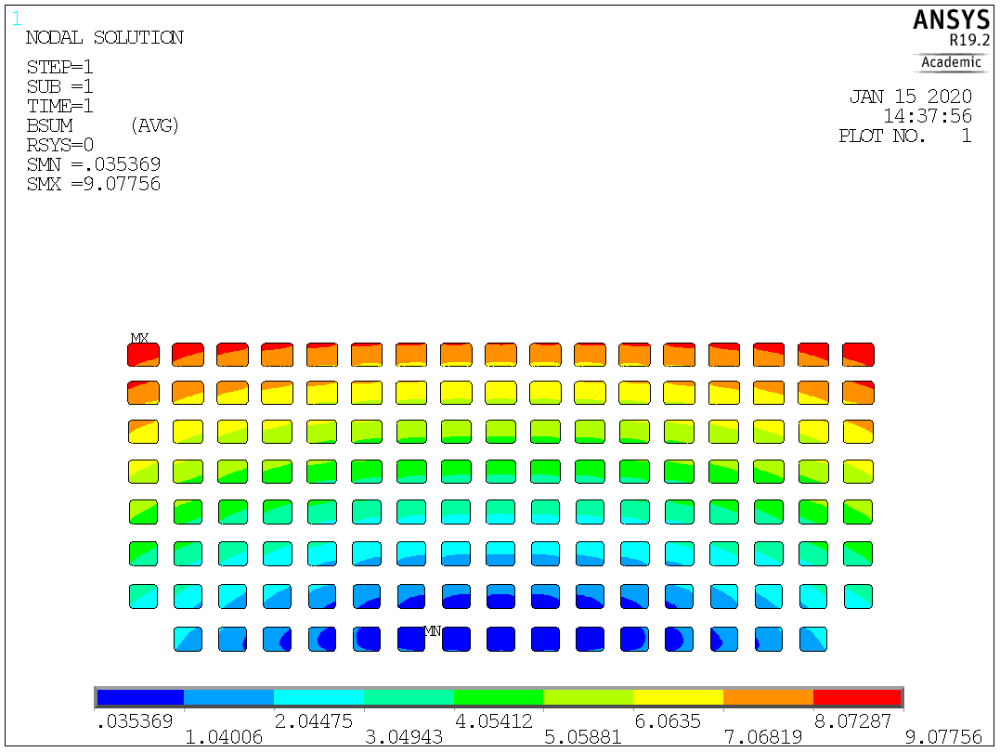 1
NODAL SOLUTION
STEP=1
SUB =1
TIME=1
BSUM (AVG)
RSYS=0
SMN =.035369
SMX =9.07756
ANSYS
R19.2
Academic
JAN 15 2020
14:37:56
PLOT NO. 1
MX
MN
.035369 2.04475 4.05412 6.0635 8.07287
1.04006 3.04943 5.05881 7.06819 9.07756